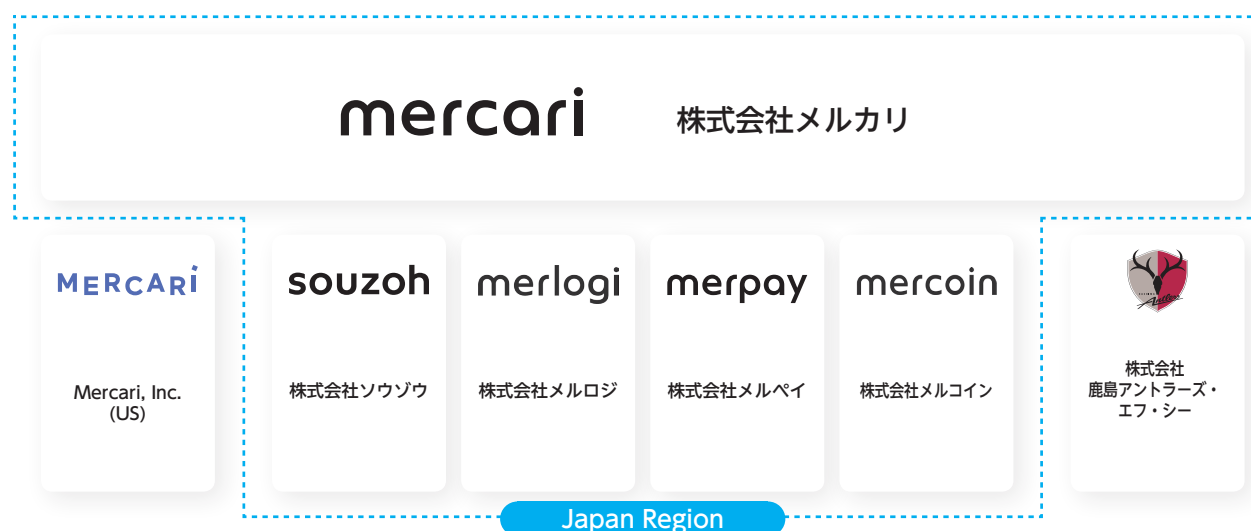 mercari 株式会社メルカリ
MERCARI
Mercari, Inc.
(US)
souzoh
株式会社ソウゾウ
merlogi
株式会社メルロジ
merpay
株式会社メルペイ
mercoin
株式会社メルコイン
Antlers
株式会社
鹿島アントラーズ・
エフ・シー
Japan Region